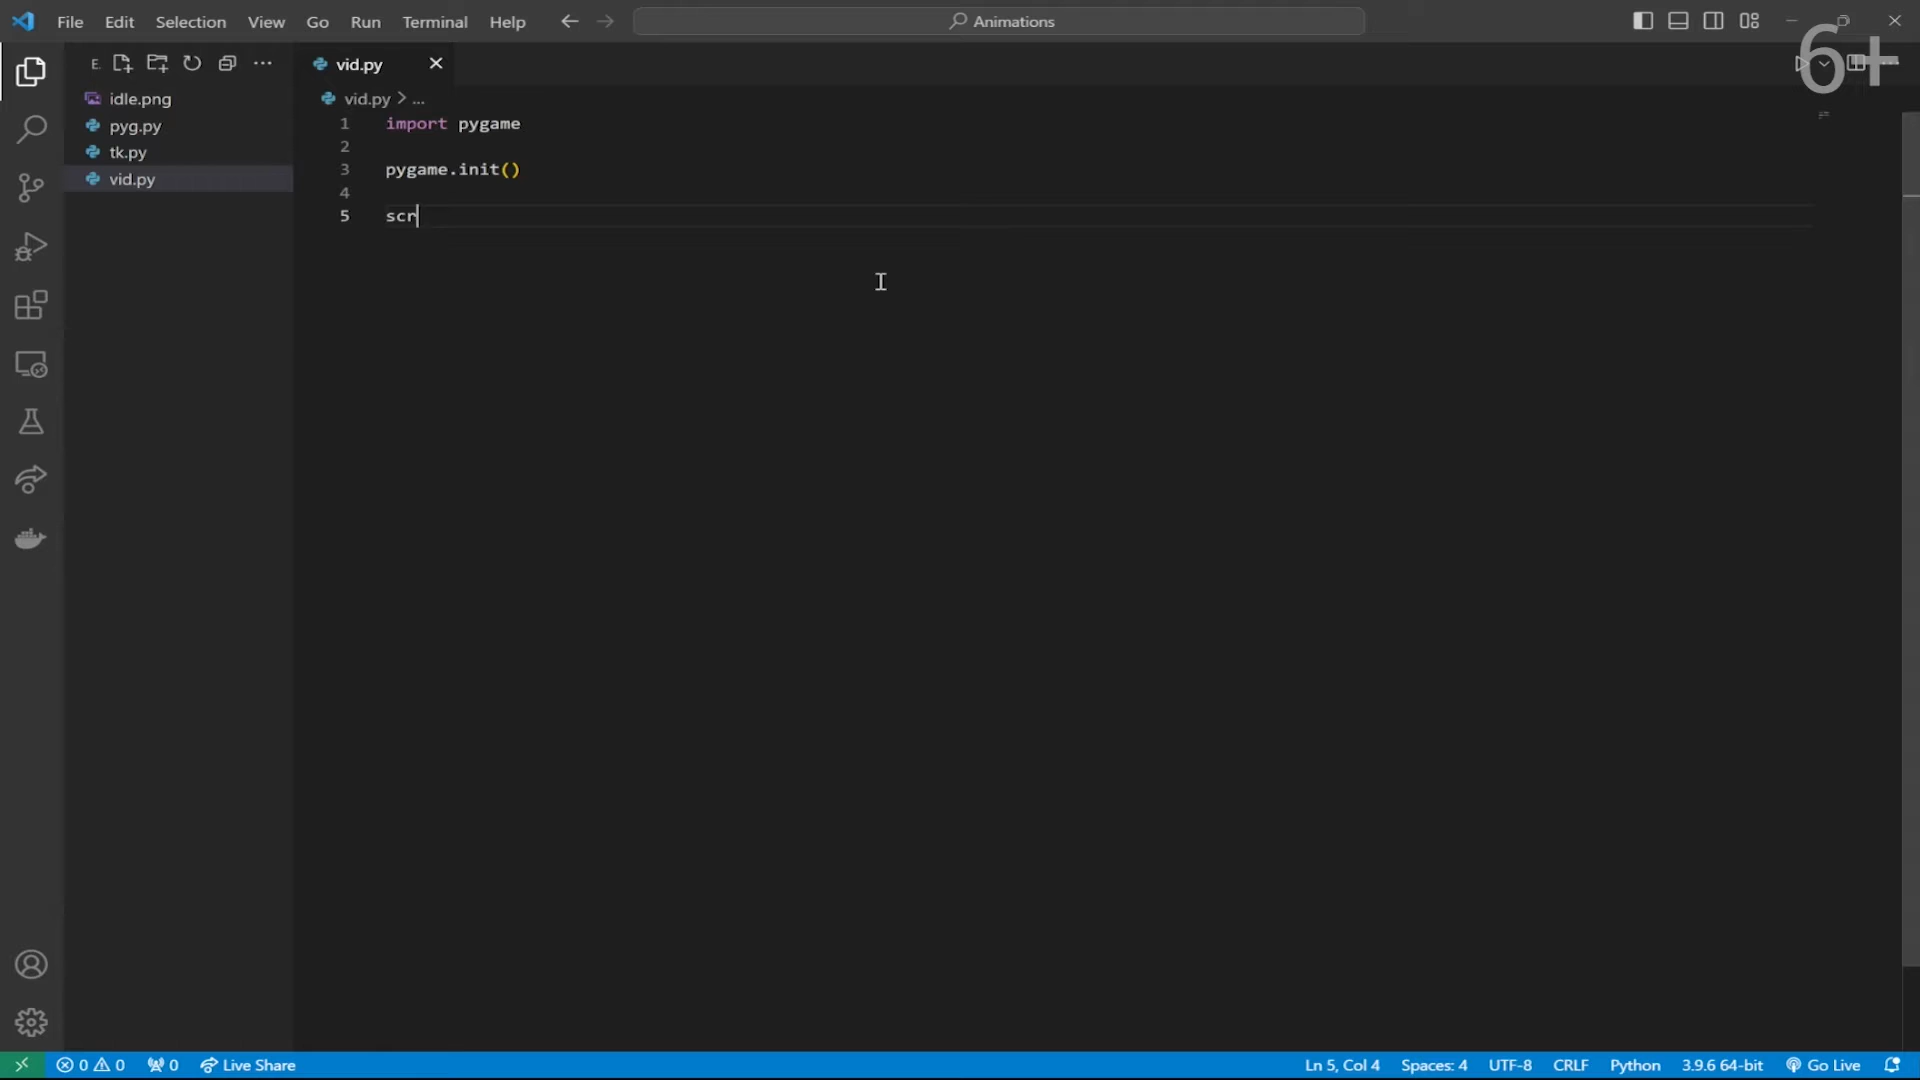 File Edit Selection View Go Run Terminal Help
Animations
6+
E.
idle.png
pyg.py
tk.py
vid.py
vid.py
vid.py > ...
1 import pygame
2
3 pygame.init()
4
5 scr
0 0 0 Live Share
Ln 5, Col 4 Spaces: 4 UTF-8 CRLF Python 3.9.6 64-bit Go Live